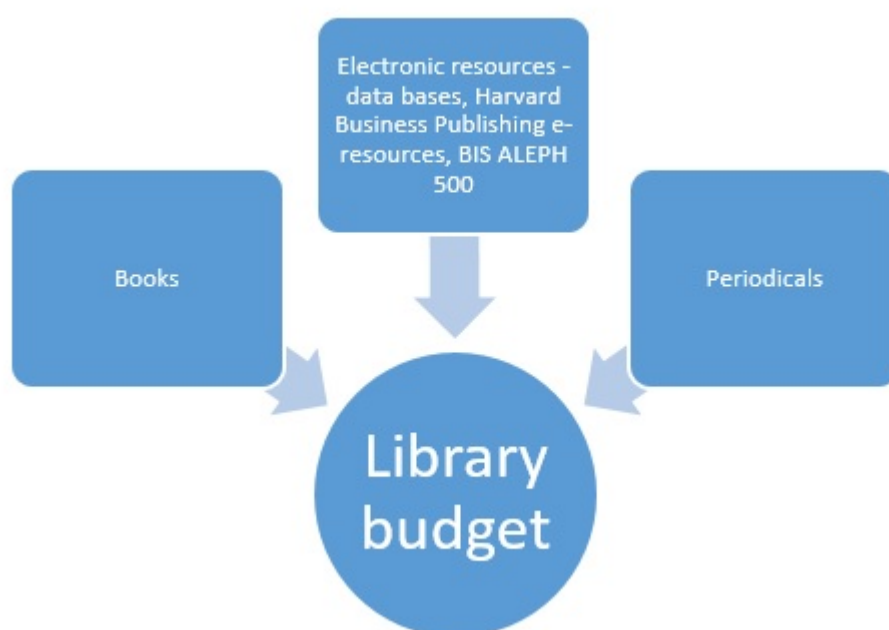 Electronic resources -
data bases, Harvard
Business Publishing e-
resources, BIS ALEPH
500
Books
Periodicals
Library
budget